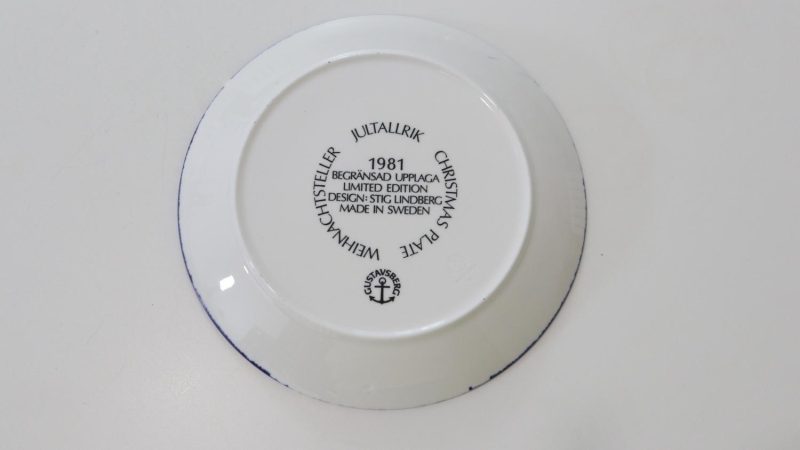 JULTALLRIK
CHRISTMAS PLATE
WEIHNACHTSTELLER
1981
BEGRÄNSAD UPPLAGA
LIMITED EDITION
DESIGN: STIG LINDBERG
MADE IN SWEDEN
GUSTAVSBERG